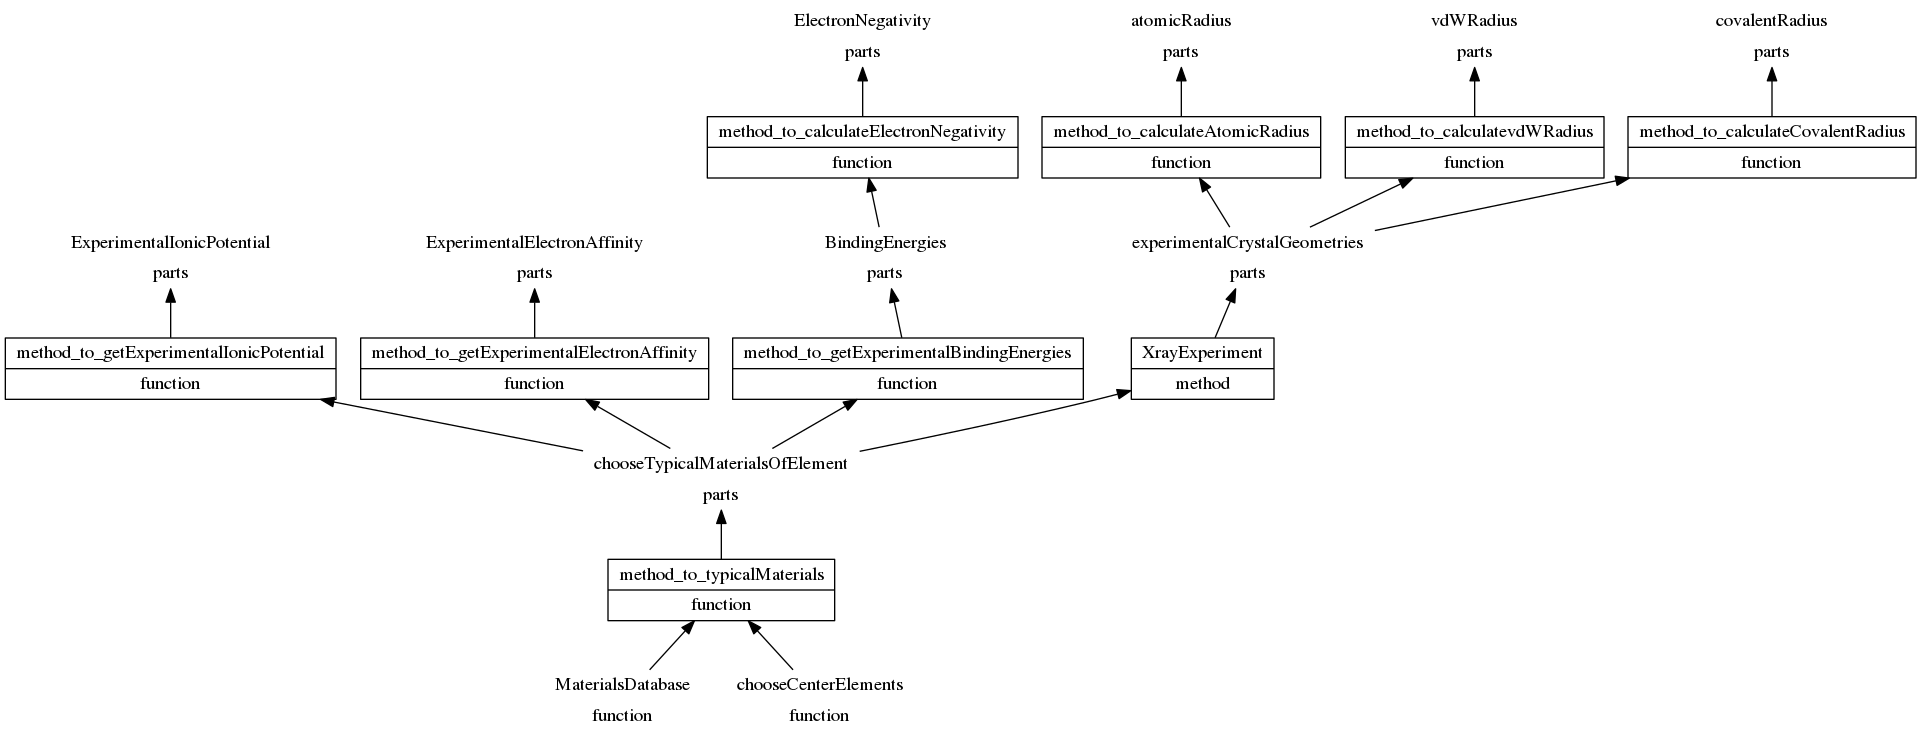 ElectronNegativity
parts
atomicRadius
parts
vdWRadius
parts
covalentRadius
parts
method_to_calculateElectronNegativity
function
method_to_calculateAtomicRadius
function
method_to_calculatevdWRadius
function
method_to_calculateCovalentRadius
function
ExperimentalIonicPotential
parts
ExperimentalElectronAffinity
parts
BindingEnergies
parts
experimentalCrystalGeometries
parts
method_to_getExperimentalIonicPotential
function
method_to_getExperimentalElectronAffinity
function
method_to_getExperimentalBindingEnergies
function
XrayExperiment
method
chooseTypicalMaterialsOfElement
parts
method_to_typicalMaterials
function
MaterialsDatabase
function
chooseCenterElements
function